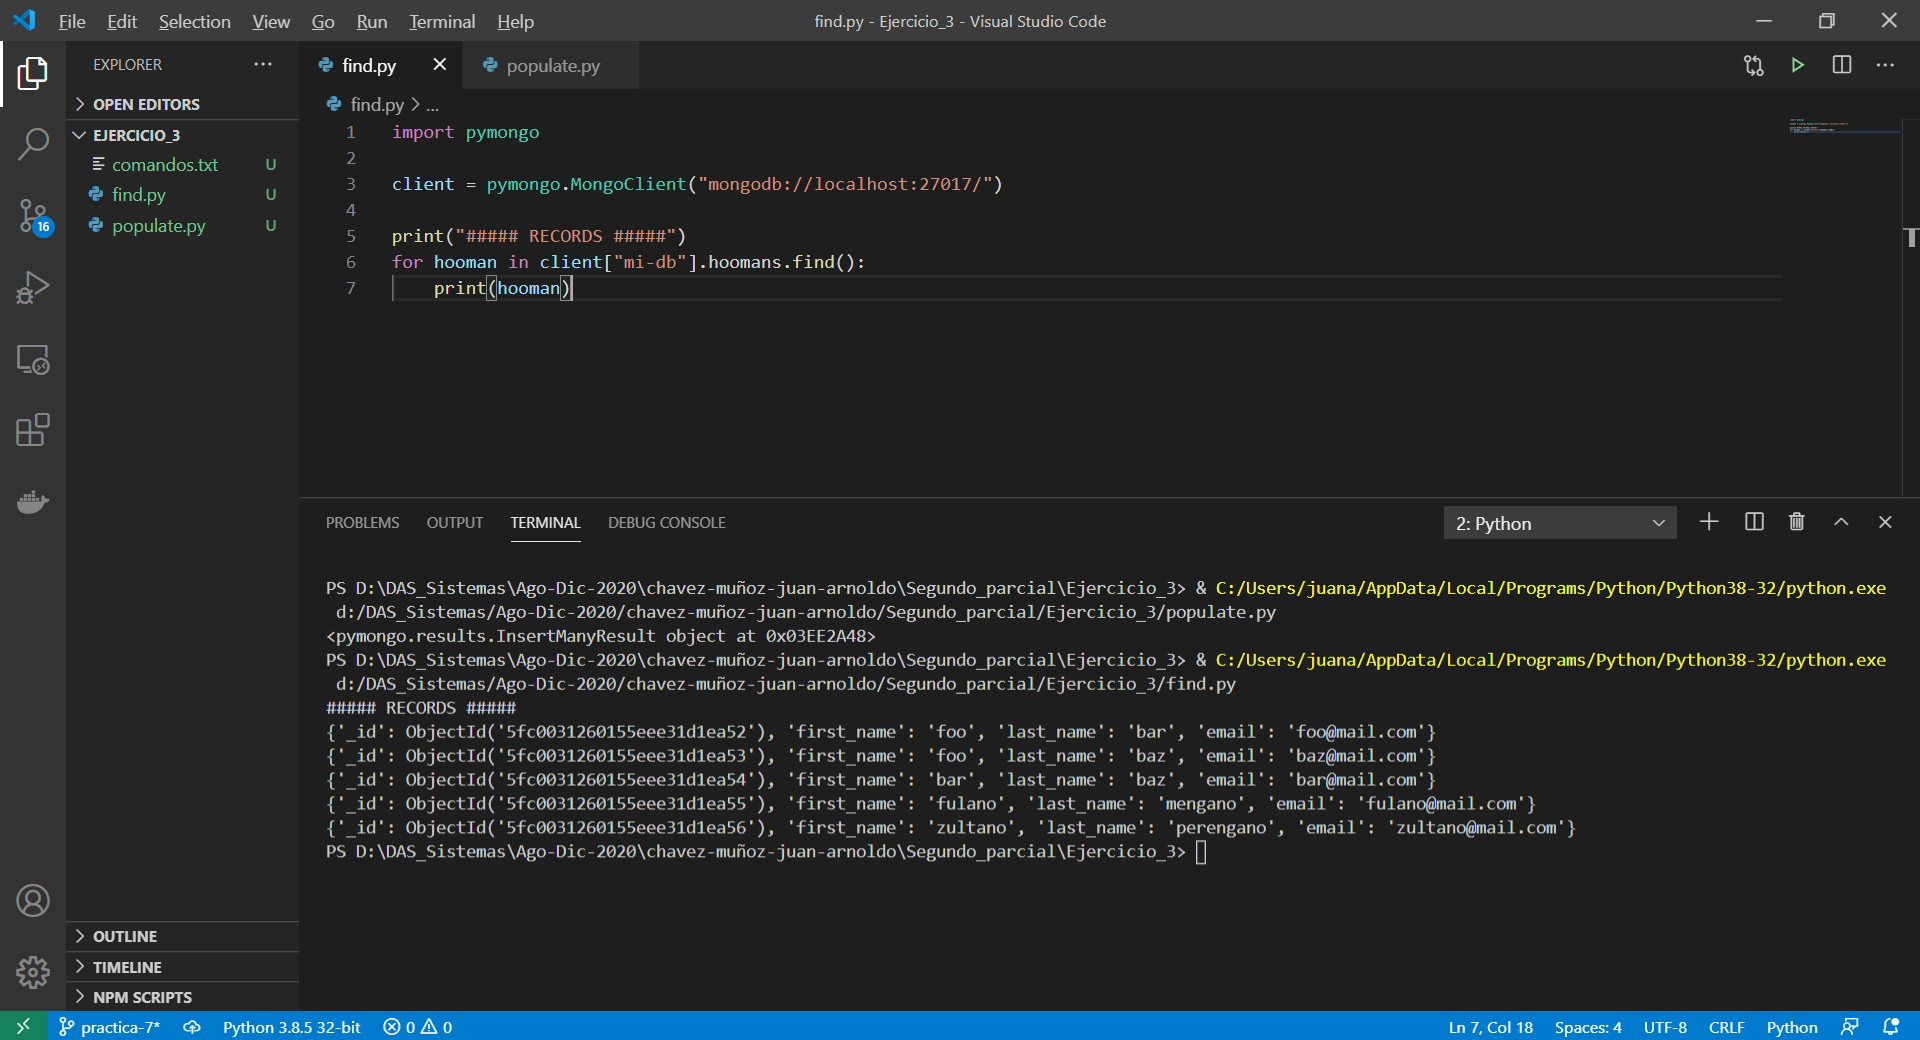 File Edit Selection View Go Run Terminal Help
find.py - Ejercicio_3 - Visual Studio Code
EXPLORER
OPEN EDITORS
EJERCICIO_3
comandos.txt U
find.py U
populate.py U
16
OUTLINE
TIMELINE
NPM SCRIPTS
find.py populate.py
find.py > ...
1 import pymongo
2
3 client = pymongo.MongoClient("mongodb://localhost:27017/")
4
5 print("##### RECORDS #####")
6 for hooman in client["mi-db"].hoomans.find():
7 print(hooman)
PROBLEMS OUTPUT TERMINAL DEBUG CONSOLE
2: Python
PS D:\DAS_Sistemas\Ago-Dic-2020\chavez-muñoz-juan-arnoldo\Segundo_parcial\Ejercicio_3> & C:/Users/juana/AppData/Local/Programs/Python/Python38-32/python.exe
d:/DAS_Sistemas/Ago-Dic-2020/chavez-muñoz-juan-arnoldo/Segundo_parcial/Ejercicio_3/populate.py
<pymongo.results.InsertManyResult object at 0x03EE2A48>
PS D:\DAS_Sistemas\Ago-Dic-2020\chavez-muñoz-juan-arnoldo\Segundo_parcial\Ejercicio_3> & C:/Users/juana/AppData/Local/Programs/Python/Python38-32/python.exe
d:/DAS_Sistemas/Ago-Dic-2020/chavez-muñoz-juan-arnoldo/Segundo_parcial/Ejercicio_3/find.py
##### RECORDS #####
{'_id': ObjectId('5fc0031260155eee31d1ea52'), 'first_name': 'foo', 'last_name': 'bar', 'email': 'foo@mail.com'}
{'_id': ObjectId('5fc0031260155eee31d1ea53'), 'first_name': 'foo', 'last_name': 'baz', 'email': 'baz@mail.com'}
{'_id': ObjectId('5fc0031260155eee31d1ea54'), 'first_name': 'bar', 'last_name': 'baz', 'email': 'bar@mail.com'}
{'_id': ObjectId('5fc0031260155eee31d1ea55'), 'first_name': 'fulano', 'last_name': 'mengano', 'email': 'fulano@mail.com'}
{'_id': ObjectId('5fc0031260155eee31d1ea56'), 'first_name': 'zultano', 'last_name': 'perengano', 'email': 'zultano@mail.com'}
PS D:\DAS_Sistemas\Ago-Dic-2020\chavez-muñoz-juan-arnoldo\Segundo_parcial\Ejercicio_3>
practica-7* Python 3.8.5 32-bit 0 0 Ln 7, Col 18 Spaces: 4 UTF-8 CRLF Python